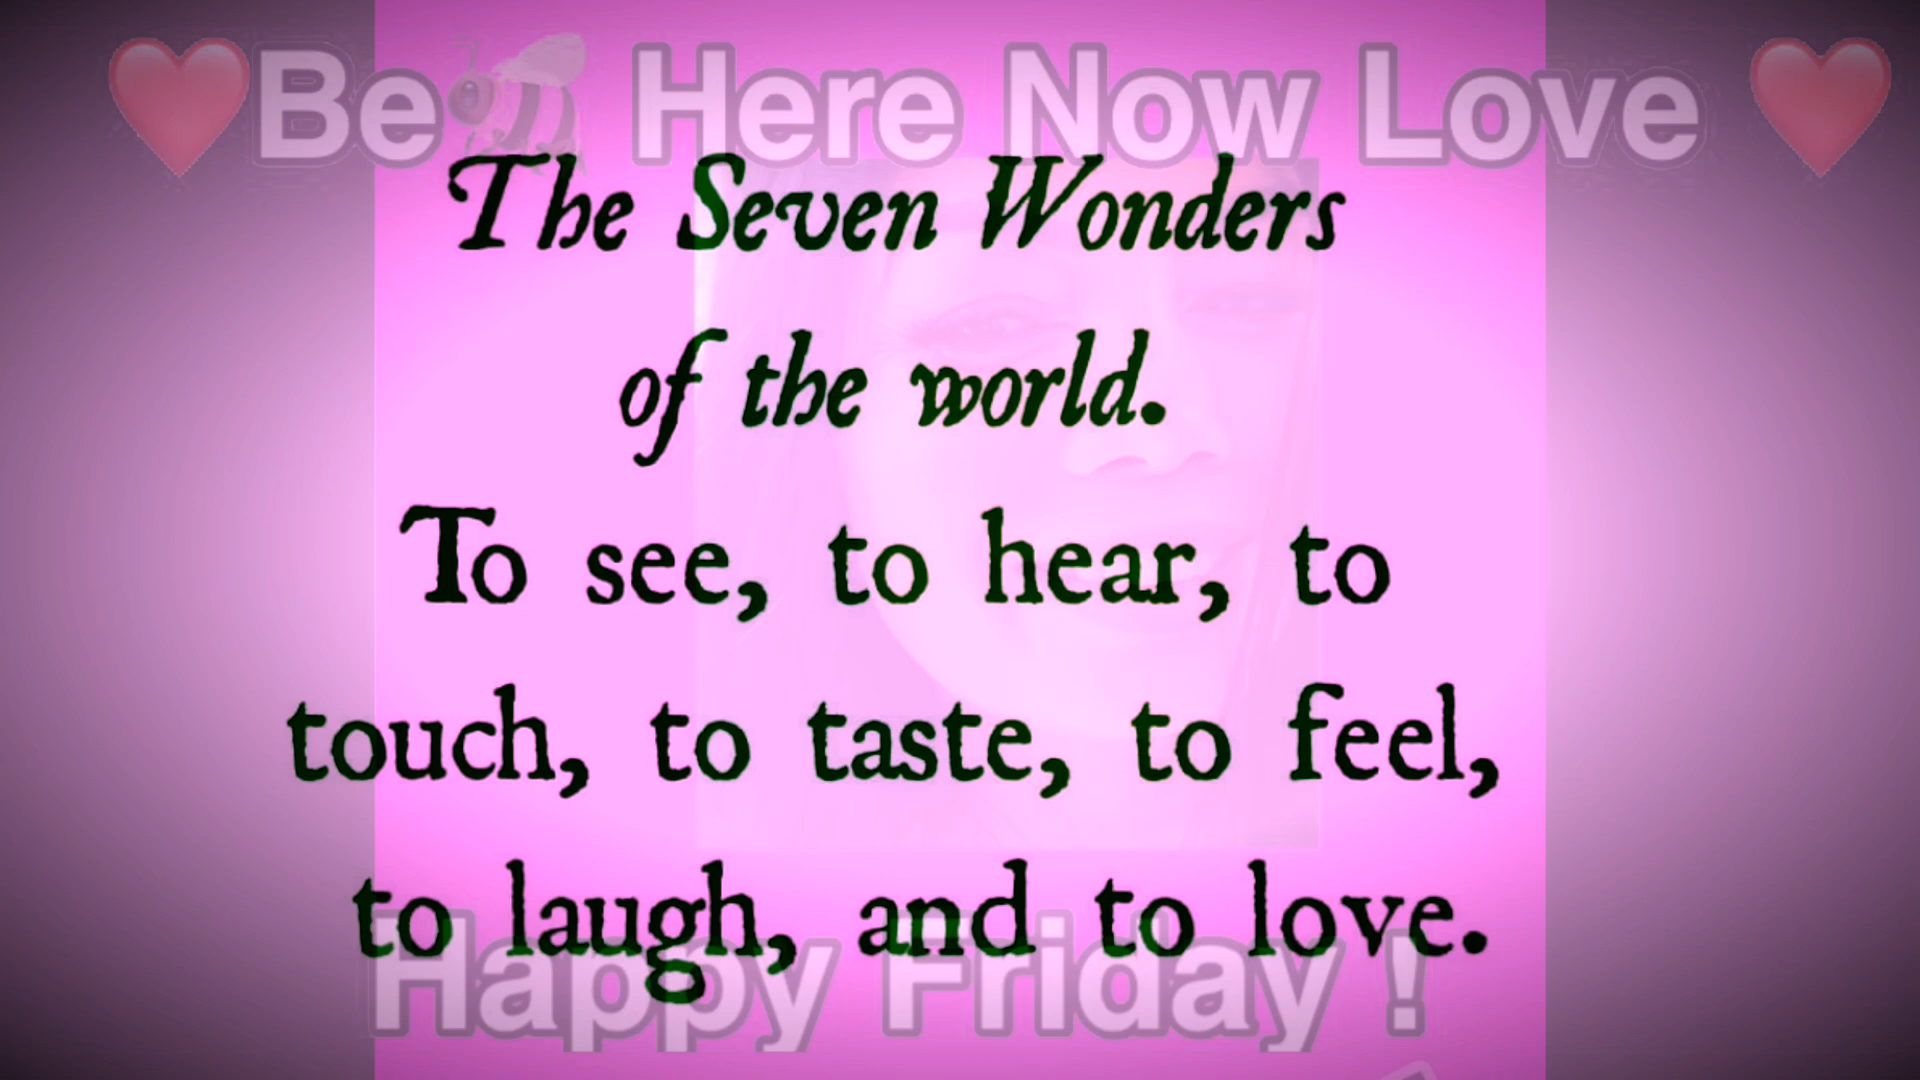 ❤️Be🐝 Here Now Love ❤️
The Seven Wonders
of the world.
To see, to hear, to
touch, to taste, to feel,
to laugh, and to love.
Happy Friday !